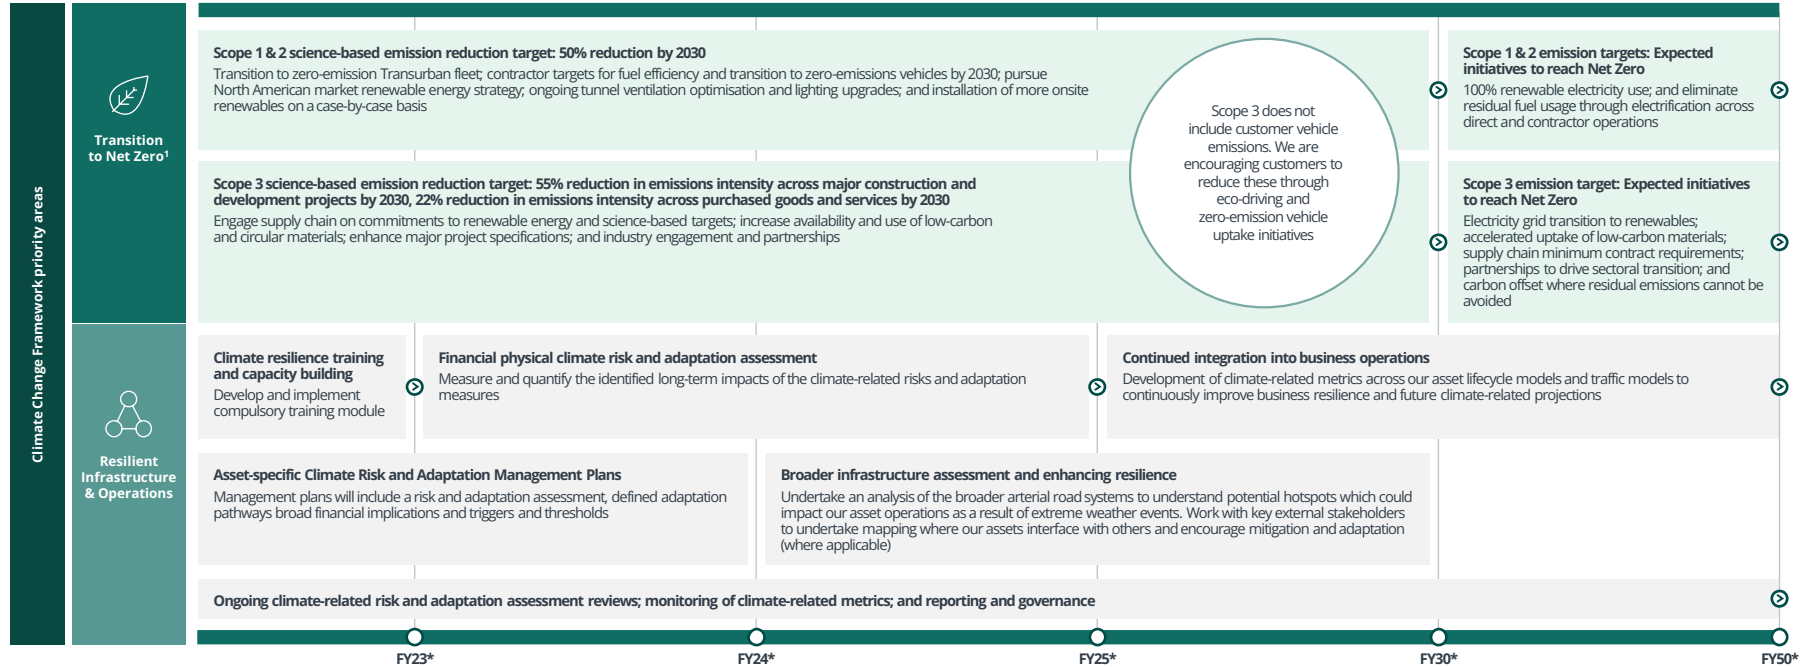 Climate Change Framework priority areas
Transition
to Net Zero¹
Scope 1 & 2 science-based emission reduction target: 50% reduction by 2030
Transition to zero-emission Transurban fleet; contractor targets for fuel efficiency and transition to zero-emissions vehicles by 2030; pursue
North American market renewable energy strategy; ongoing tunnel ventilation optimisation and lighting upgrades; and installation of more onsite
renewables on a case-by-case basis
Scope 3 does not
include customer vehicle
emissions. We are
encouraging customers to
reduce these through
eco-driving and
zero-emission vehicle
uptake initiatives
Scope 1 & 2 emission targets: Expected
initiatives to reach Net Zero
100% renewable electricity use; and eliminate
residual fuel usage through electrification across
direct and contractor operations
Scope 3 science-based emission reduction target: 55% reduction in emissions intensity across major construction and
development projects by 2030, 22% reduction in emissions intensity across purchased goods and services by 2030
Engage supply chain on commitments to renewable energy and science-based targets; increase availability and use of low-carbon
and circular materials; enhance major project specifications; and industry engagement and partnerships
Scope 3 emission target: Expected initiatives
to reach Net Zero
Electricity grid transition to renewables;
accelerated uptake of low-carbon materials;
supply chain minimum contract requirements;
partnerships to drive sectoral transition; and
carbon offset where residual emissions cannot be
avoided
Resilient
Infrastructure
& Operations
Climate resilience training
and capacity building
Develop and implement
compulsory training module
Financial physical climate risk and adaptation assessment
Measure and quantify the identified long-term impacts of the climate-related risks and adaptation
measures
Continued integration into business operations
Development of climate-related metrics across our asset lifecycle models and traffic models to
continuously improve business resilience and future climate-related projections
Asset-specific Climate Risk and Adaptation Management Plans
Management plans will include a risk and adaptation assessment, defined adaptation
pathways broad financial implications and triggers and thresholds
Broader infrastructure assessment and enhancing resilience
Undertake an analysis of the broader arterial road systems to understand potential hotspots which could
impact our asset operations as a result of extreme weather events. Work with key external stakeholders
to undertake mapping where our assets interface with others and encourage mitigation and adaptation
(where applicable)
Ongoing climate-related risk and adaptation assessment reviews; monitoring of climate-related metrics; and reporting and governance
FY23*
FY24*
FY25*
FY30*
FY50*